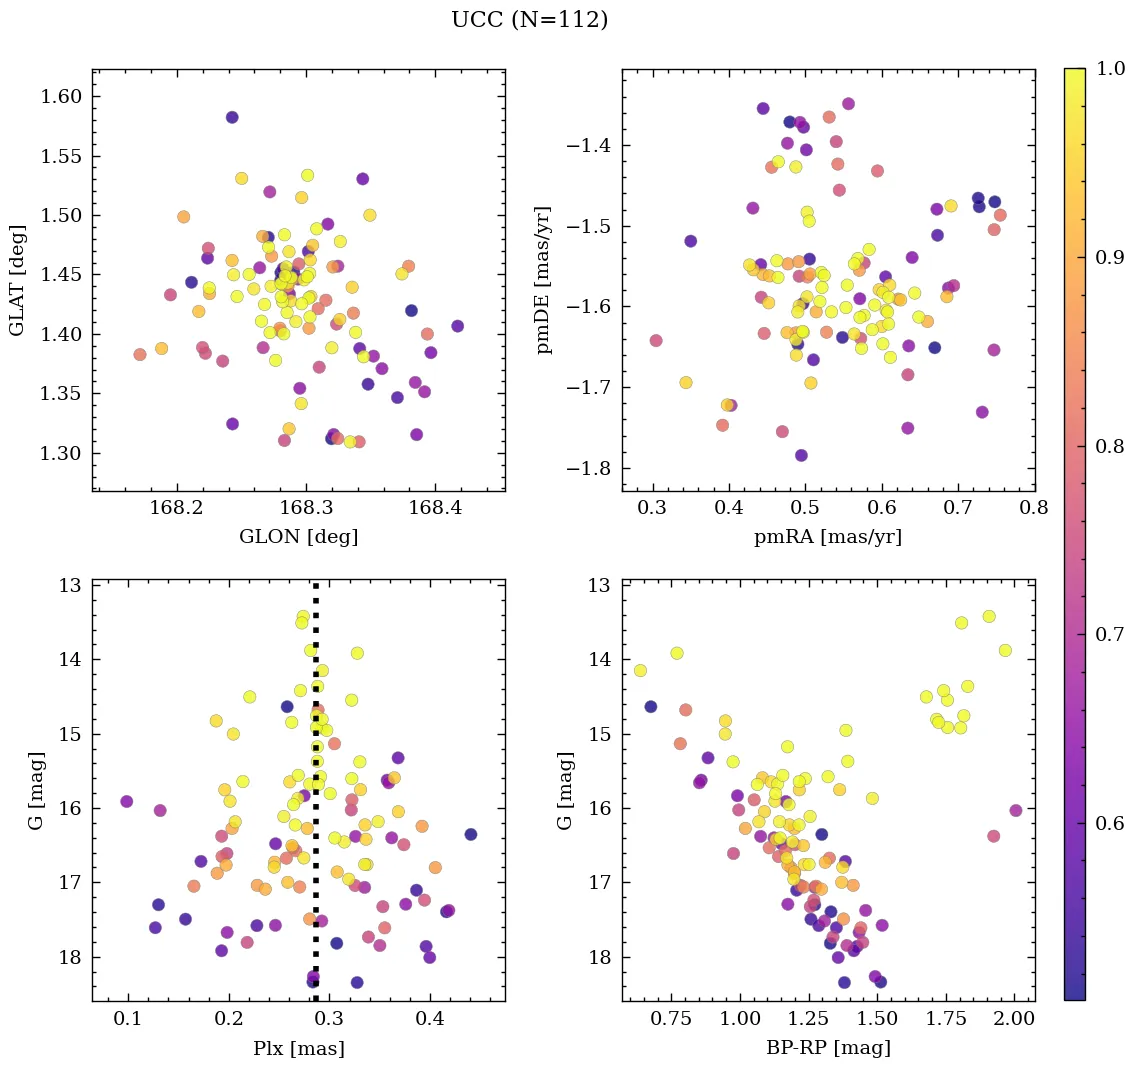 UCC (N=112)
1.60
1.55
1.50
1.45
1.40
1.35
1.30
GLAT [deg]
168.2 168.3 168.4
GLON [deg]
−1.4
−1.5
−1.6
−1.7
−1.8
pmDE [mas/yr]
0.3 0.4 0.5 0.6 0.7 0.8
pmRA [mas/yr]
1.0
0.9
0.8
0.7
0.6
13
14
15
16
17
18
G [mag]
0.1 0.2 0.3 0.4
Plx [mas]
13
14
15
16
17
18
G [mag]
0.75 1.00 1.25 1.50 1.75 2.00
BP-RP [mag]